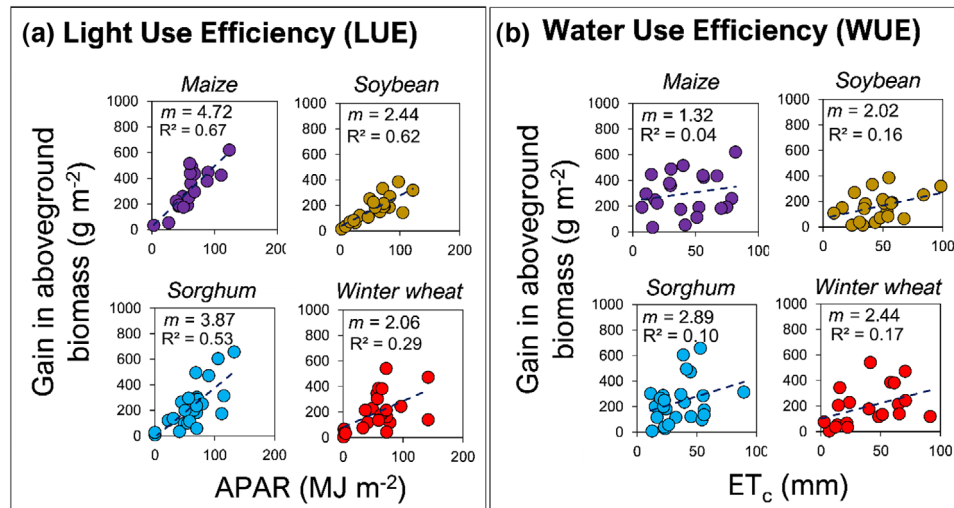 (a) Light Use Efficiency (LUE)
Maize
1000
800
600
400
200
0
m = 4.72
R² = 0.67
0
100
200
Soybean
1000
800
600
400
200
0
m = 2.44
R² = 0.62
0
100
200
Sorghum
1000
800
600
400
200
0
m = 3.87
R² = 0.53
0
100
200
Winter wheat
1000
800
600
400
200
0
m = 2.06
R² = 0.29
0
100
200
Gain in aboveground
biomass (g m⁻²)
APAR (MJ m⁻²)
(b) Water Use Efficiency (WUE)
Maize
1000
800
600
400
200
0
m = 1.32
R² = 0.04
0
50
100
Soybean
1000
800
600
400
200
0
m = 2.02
R² = 0.16
0
50
100
Sorghum
1000
800
600
400
200
0
m = 2.89
R² = 0.10
0
50
100
Winter wheat
1000
800
600
400
200
0
m = 2.44
R² = 0.17
0
50
100
Gain in aboveground
biomass (g m⁻²)
ETc (mm)